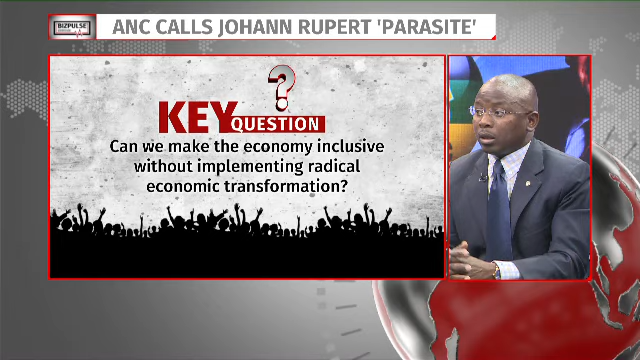 BIZPULSE
ANC CALLS JOHANN RUPERT 'PARASITE'
?
KEY QUESTION
Can we make the economy inclusive
without implementing radical
economic transformation?